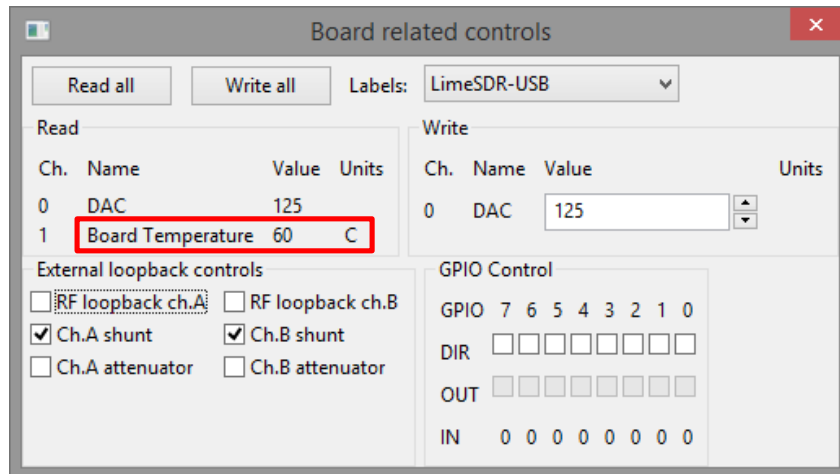 Board related controls
Read all Write all Labels: LimeSDR-USB
Read
Ch. Name Value Units
0 DAC 125
1 Board Temperature 60 C
Write
Ch. Name Value Units
0 DAC 125
External loopback controls
RF loopback ch.A RF loopback ch.B
Ch.A shunt Ch.B shunt
Ch.A attenuator Ch.B attenuator
GPIO Control
GPIO 7 6 5 4 3 2 1 0
DIR
OUT
IN 0 0 0 0 0 0 0 0